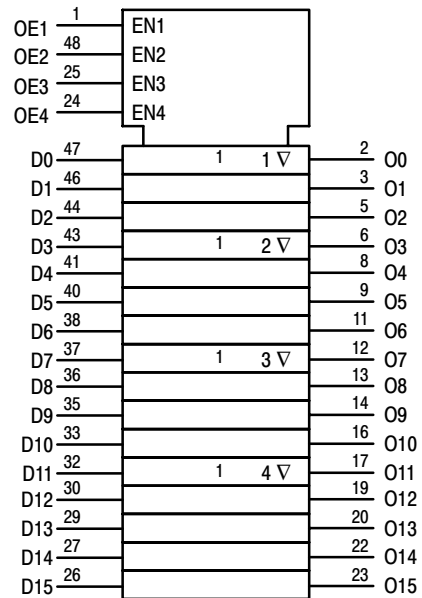 OE1 1 EN1
OE2 48 EN2
OE3 25 EN3
OE4 24 EN4
D0 47 1 1 ∇ 2 O0
D1 46 3 O1
D2 44 5 O2
D3 43 1 2 ∇ 6 O3
D4 41 8 O4
D5 40 9 O5
D6 38 11 O6
D7 37 1 3 ∇ 12 O7
D8 36 13 O8
D9 35 14 O9
D10 33 16 O10
D11 32 1 4 ∇ 17 O11
D12 30 19 O12
D13 29 20 O13
D14 27 22 O14
D15 26 23 O15